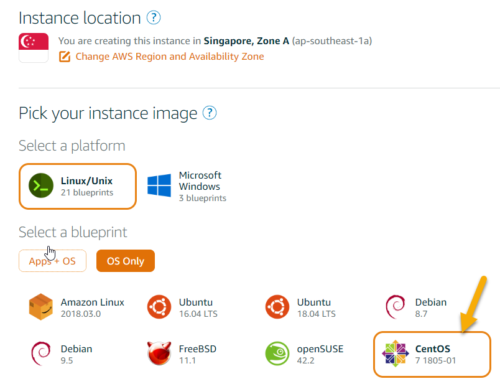 Instance location ?
You are creating this instance in Singapore, Zone A (ap-southeast-1a)
Change AWS Region and Availability Zone
Pick your instance image ?
Select a platform
Linux/Unix
21 blueprints
Microsoft
Windows
3 blueprints
Select a blueprint
Apps + OS
OS Only
Amazon Linux
2018.03.0
Ubuntu
16.04 LTS
Ubuntu
18.04 LTS
Debian
8.7
Debian
9.5
FreeBSD
11.1
openSUSE
42.2
CentOS
7 1805-01